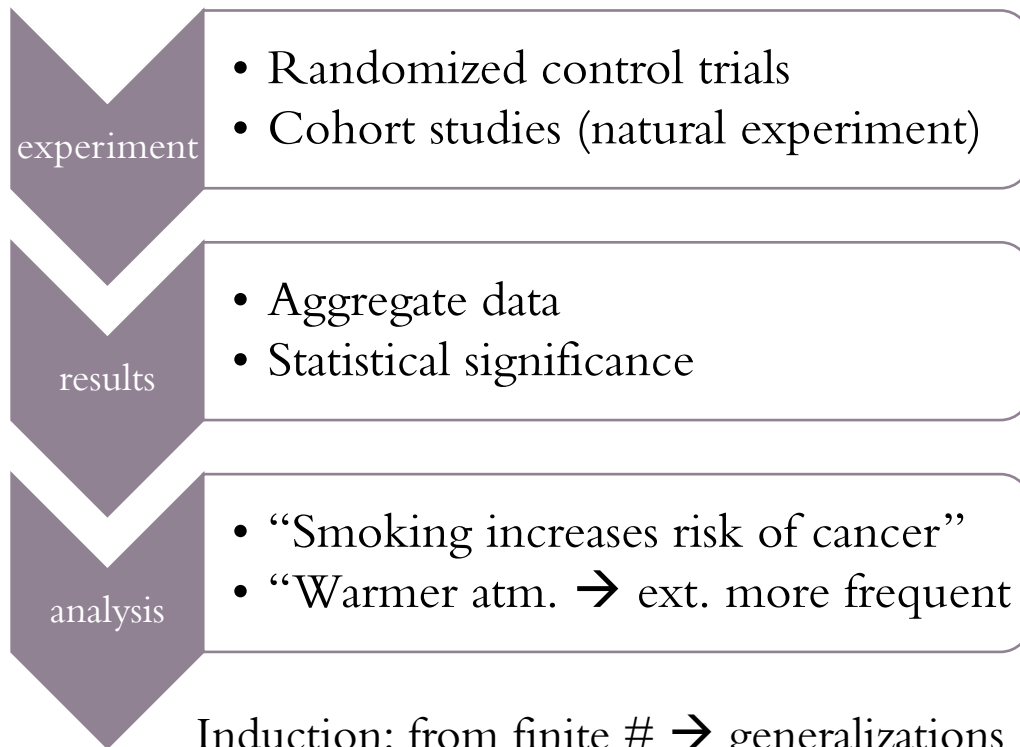 experiment
• Randomized control trials
• Cohort studies (natural experiment)
results
• Aggregate data
• Statistical significance
analysis
• “Smoking increases risk of cancer”
• “Warmer atm. → ext. more frequent
Induction: from finite # → generalizations